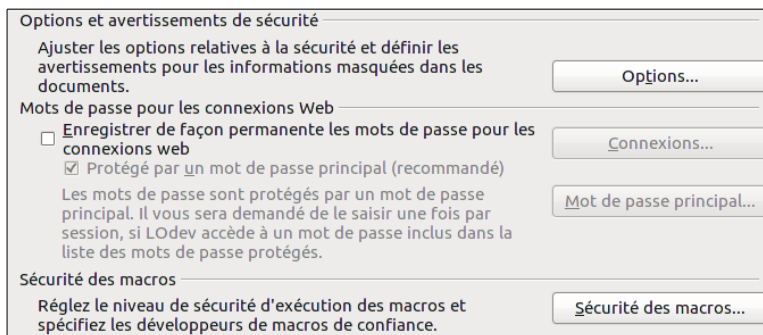 Options et avertissements de sécurité
Ajuster les options relatives à la sécurité et définir les
avertissements pour les informations masquées dans les
documents.
Options...
Mots de passe pour les connexions Web
Enregistrer de façon permanente les mots de passe pour les
connexions web
Connexions...
Protégé par un mot de passe principal (recommandé)
Les mots de passe sont protégés par un mot de passe
principal. Il vous sera demandé de le saisir une fois par
session, si LOdev accède à un mot de passe inclus dans la
liste des mots de passe protégés.
Mot de passe principal...
Sécurité des macros
Réglez le niveau de sécurité d'exécution des macros et
spécifiez les développeurs de macros de confiance.
Sécurité des macros...